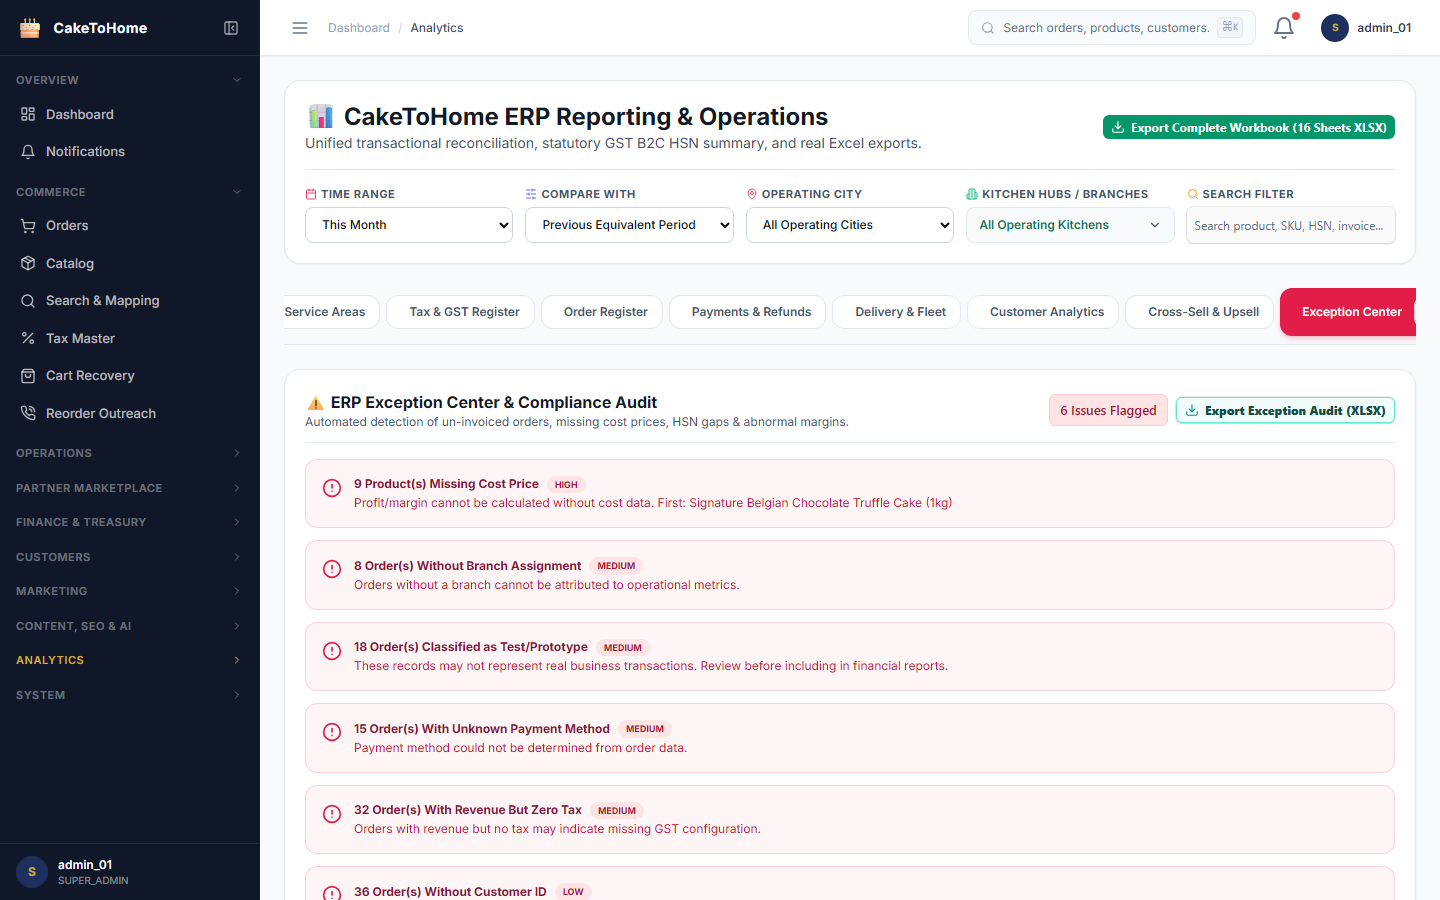 CakeToHome
OVERVIEW
Dashboard
Notifications
COMMERCE
Orders
Catalog
Search & Mapping
Tax Master
Cart Recovery
Reorder Outreach
OPERATIONS
PARTNER MARKETPLACE
FINANCE & TREASURY
CUSTOMERS
MARKETING
CONTENT, SEO & AI
ANALYTICS
SYSTEM
S
admin_01
SUPER_ADMIN
Dashboard / Analytics
Search orders, products, customers. ⌘K
S admin_01
CakeToHome ERP Reporting & Operations
Unified transactional reconciliation, statutory GST B2C HSN summary, and real Excel exports.
Export Complete Workbook (16 Sheets XLSX)
TIME RANGE
This Month
COMPARE WITH
Previous Equivalent Period
OPERATING CITY
All Operating Cities
KITCHEN HUBS / BRANCHES
All Operating Kitchens
SEARCH FILTER
Search product, SKU, HSN, invoice...
Service Areas
Tax & GST Register
Order Register
Payments & Refunds
Delivery & Fleet
Customer Analytics
Cross-Sell & Upsell
Exception Center
ERP Exception Center & Compliance Audit
Automated detection of un-invoiced orders, missing cost prices, HSN gaps & abnormal margins.
6 Issues Flagged
Export Exception Audit (XLSX)
9 Product(s) Missing Cost Price HIGH
Profit/margin cannot be calculated without cost data. First: Signature Belgian Chocolate Truffle Cake (1kg)
8 Order(s) Without Branch Assignment MEDIUM
Orders without a branch cannot be attributed to operational metrics.
18 Order(s) Classified as Test/Prototype MEDIUM
These records may not represent real business transactions. Review before including in financial reports.
15 Order(s) With Unknown Payment Method MEDIUM
Payment method could not be determined from order data.
32 Order(s) With Revenue But Zero Tax MEDIUM
Orders with revenue but no tax may indicate missing GST configuration.
36 Order(s) Without Customer ID LOW